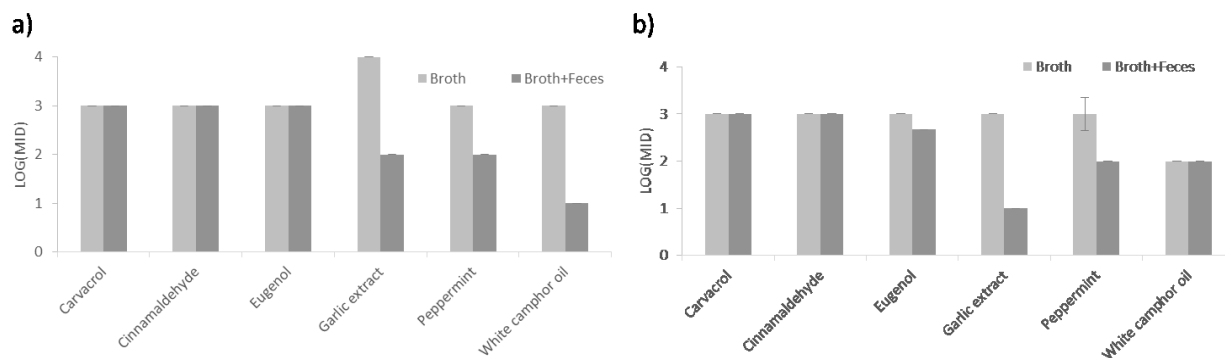 a)
LOG(MID)
4
3
2
1
0
Broth
Broth+Feces
Carvacrol
Cinnamaldehyde
Eugenol
Garlic extract
Peppermint
White camphor oil
b)
LOG(MID)
4
3
2
1
0
Broth
Broth+Feces
Carvacrol
Cinnamaldehyde
Eugenol
Garlic extract
Peppermint
White camphor oil